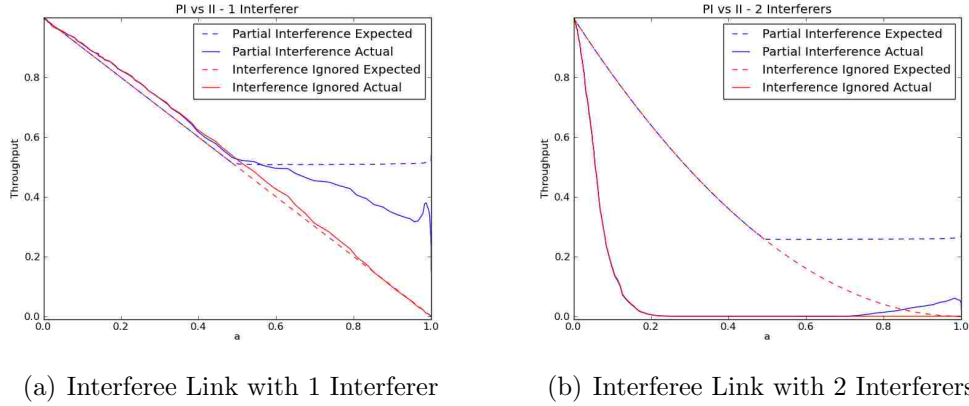 PI vs II - 1 Interferer
Partial Interference Expected
Partial Interference Actual
Interference Ignored Expected
Interference Ignored Actual
Throughput
0.8
0.6
0.4
0.2
0.0
0.0 0.2 0.4 0.6 0.8 1.0
a
(a) Interferee Link with 1 Interferer
PI vs II - 2 Interferers
Partial Interference Expected
Partial Interference Actual
Interference Ignored Expected
Interference Ignored Actual
Throughput
0.8
0.6
0.4
0.2
0.0
0.0 0.2 0.4 0.6 0.8 1.0
a
(b) Interferee Link with 2 Interferers